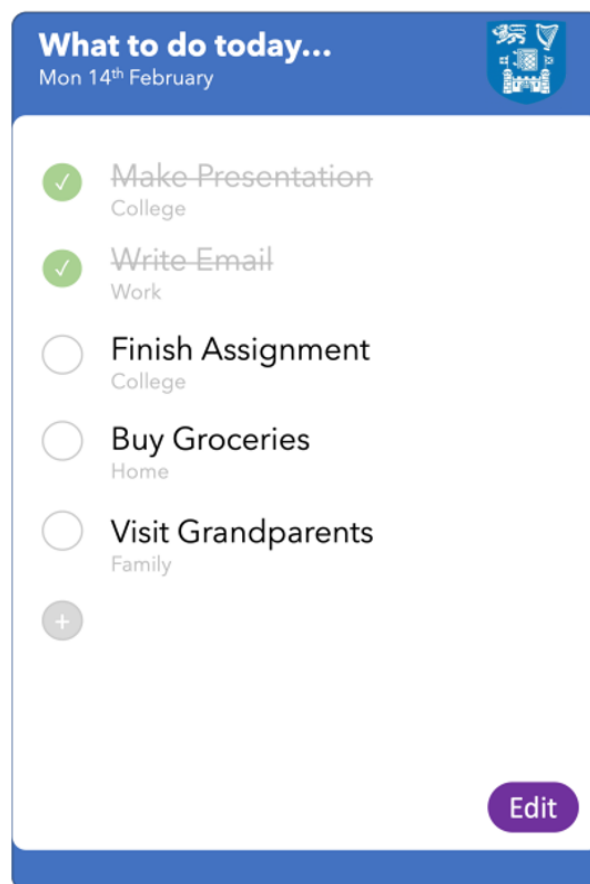 What to do today...
Mon 14th February
Make Presentation
College
Write Email
Work
Finish Assignment
College
Buy Groceries
Home
Visit Grandparents
Family
+
Edit